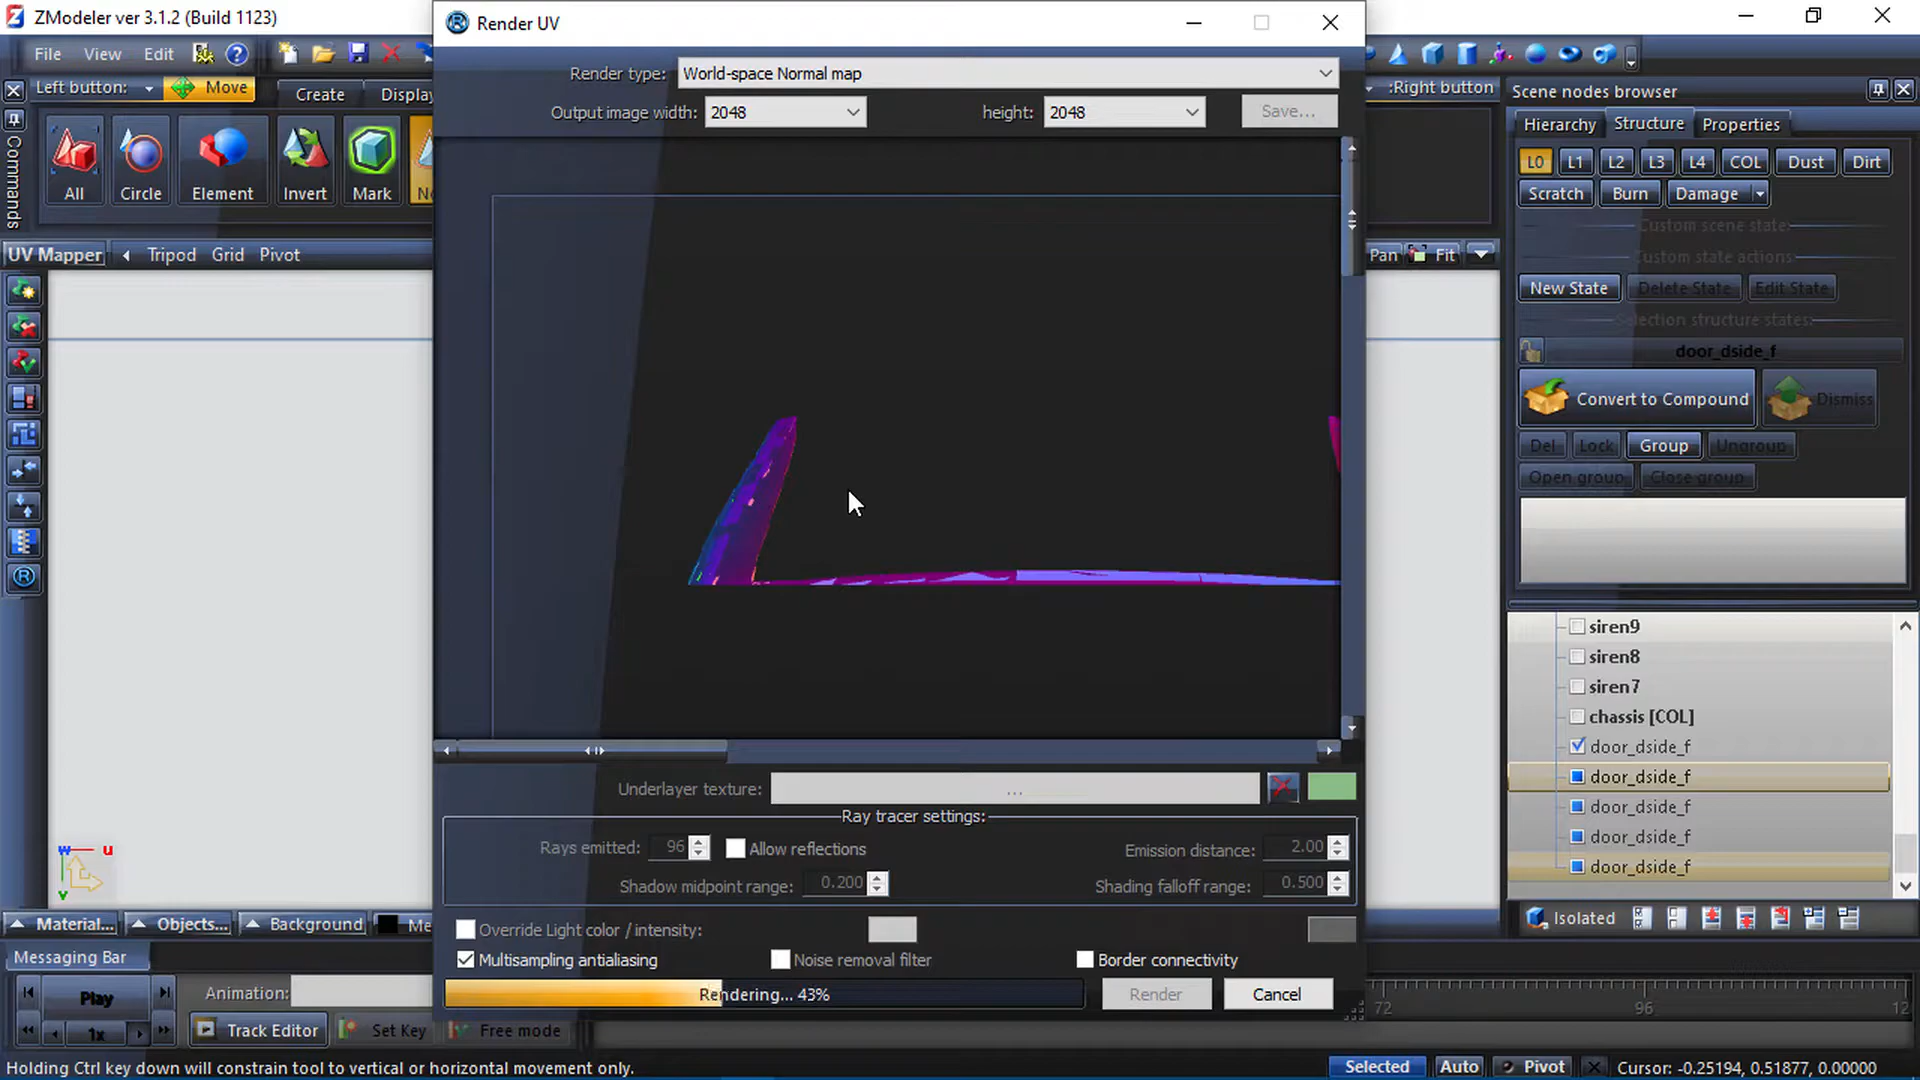 ZModeler ver 3.1.2 (Build 1123)
File View Edit
Left button: Move Create Display
All Circle Element Invert Mark
Commands
UV Mapper Tripod Grid Pivot
w u
v
Material... Objects... Background
Messaging Bar
Play
1x
Animation:
Track Editor Set Key Free mode
Holding Ctrl key down will constrain tool to vertical or horizontal movement only.
Render UV
Render type: World-space Normal map
Output image width: 2048 height: 2048 Save...
Underlayer texture: ...
Ray tracer settings:
Rays emitted: 96 Allow reflections Emission distance: 2.00
Shadow midpoint range: 0.200 Shading falloff range: 0.500
Override Light color / intensity:
Multisampling antialiasing Noise removal filter Border connectivity
Rendering... 43% Render Cancel
:Right button
Pan Fit
Scene nodes browser
Hierarchy Structure Properties
L0 L1 L2 L3 L4 COL Dust Dirt
Scratch Burn Damage
Custom scene state:
Custom state actions
New State Delete State Edit State
Selection structure states:
door_dside_f
Convert to Compound Dismiss
Del Lock Group Ungroup
Open group Close group
siren9
siren8
siren7
chassis [COL]
door_dside_f
door_dside_f
door_dside_f
door_dside_f
door_dside_f
Isolated
72 96 12
Selected Auto Pivot Cursor: -0.25194, 0.51877, 0.00000